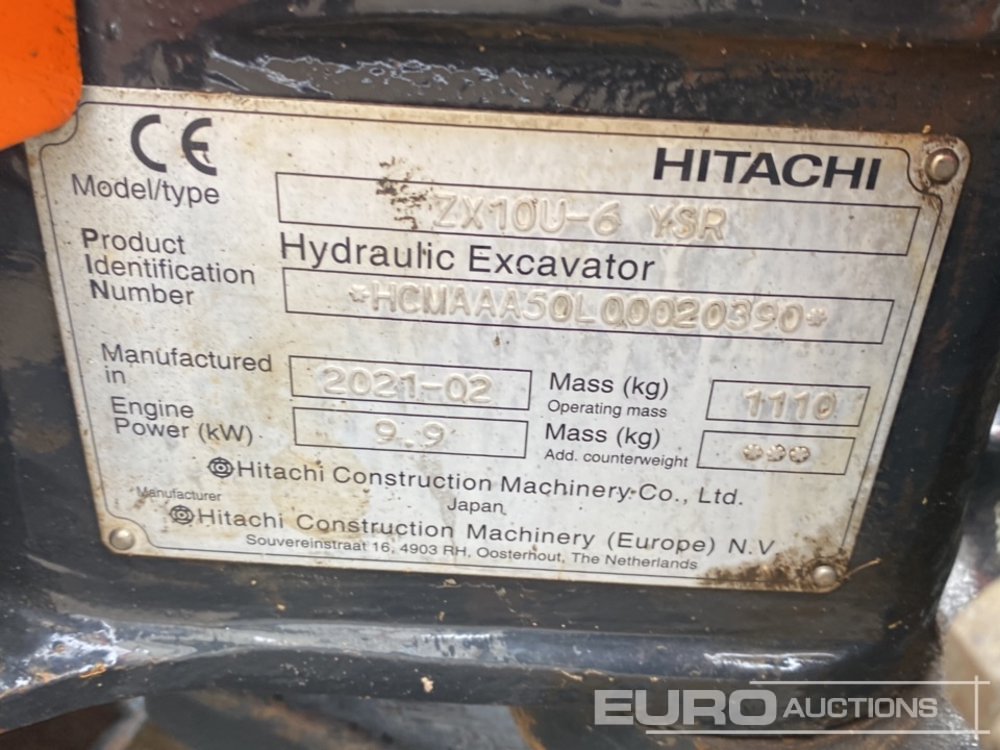 CE
HITACHI
Model/type ZX10U-6 YSR
Hydraulic Excavator
Product
Identification
Number *HCMAAA50L00020390*
Manufactured
in 2021-02
Mass (kg)
Operating mass 1110
Engine
Power (kW) 9.9
Mass (kg)
Add. counterweight ***
Hitachi Construction Machinery Co., Ltd.
Japan
Manufacturer
Hitachi Construction Machinery (Europe) N.V
Souvereinstraat 16, 4903 RH, Oosterhout, The Netherlands
EURO AUCTIONS